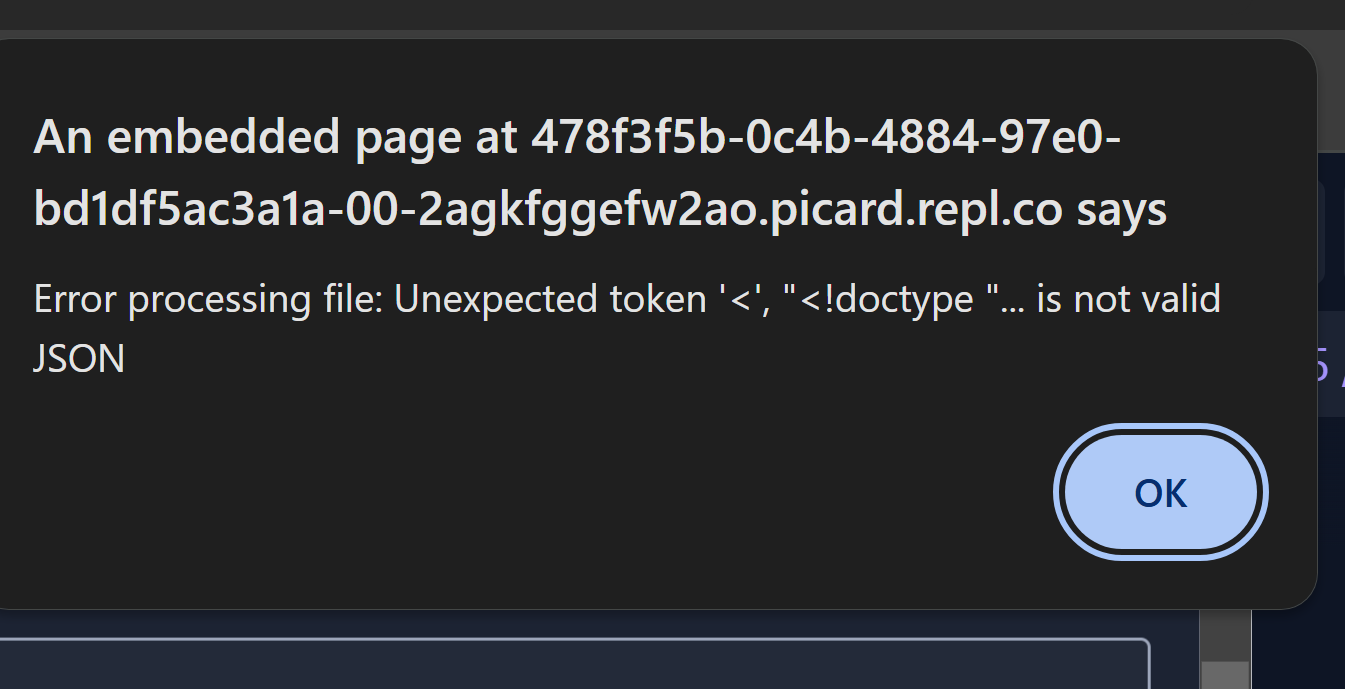 An embedded page at 478f3f5b-0c4b-4884-97e0-
bd1df5ac3a1a-00-2agkfggefw2ao.picard.repl.co says
Error processing file: Unexpected token '<', "<!doctype "... is not valid
JSON
OK